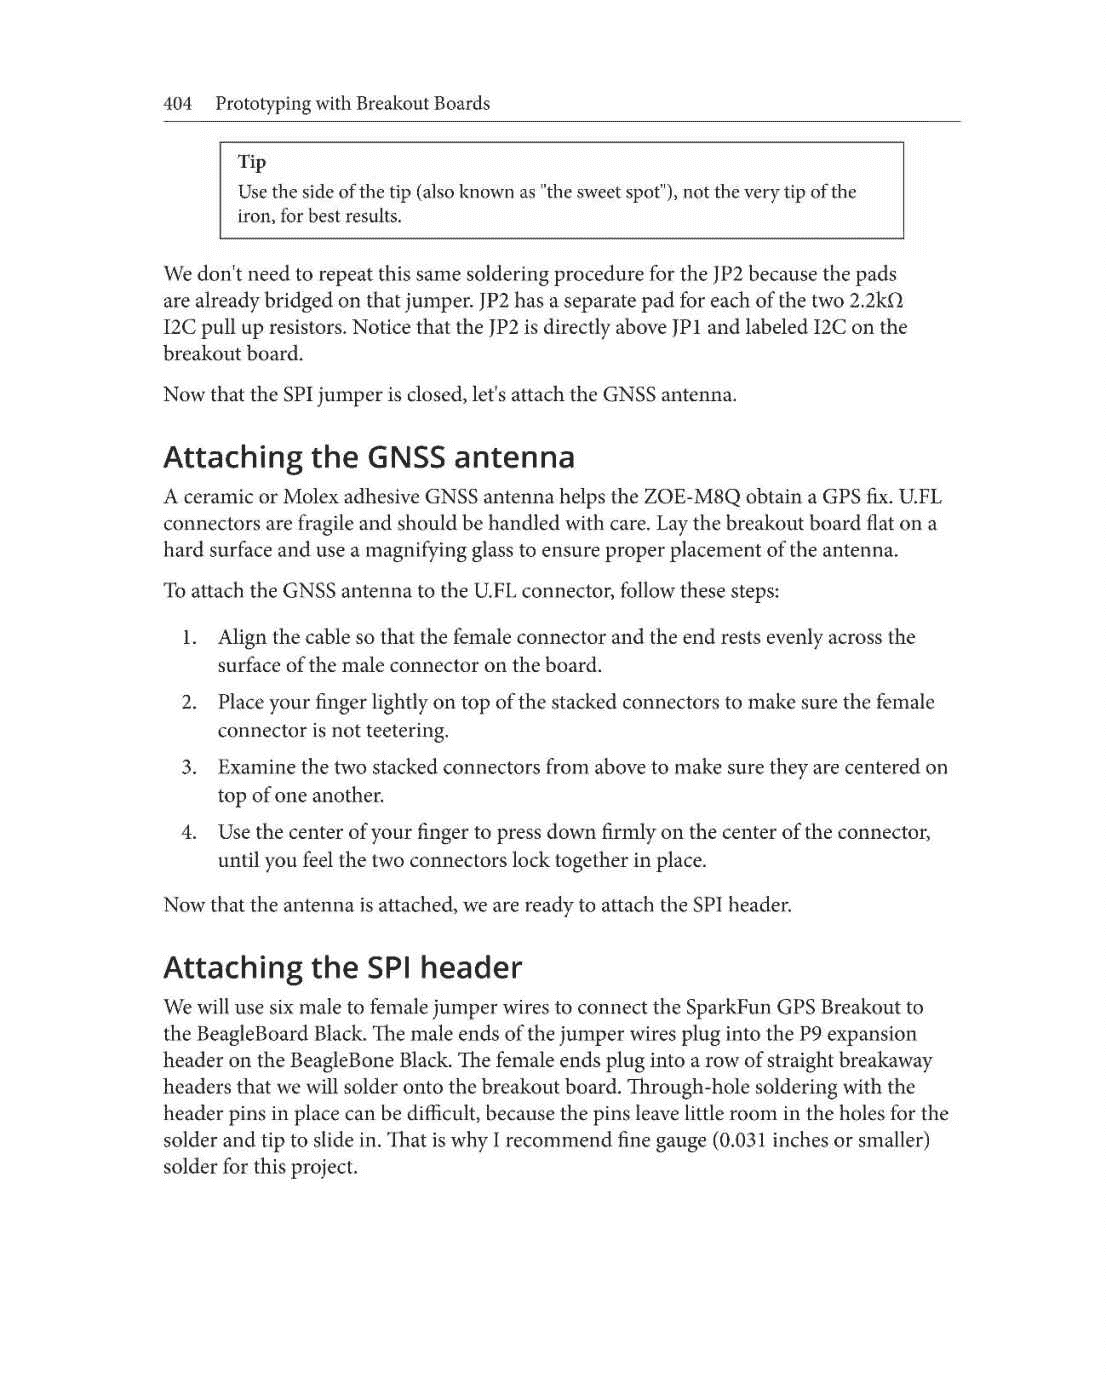 404 Prototyping with Breakout Boards
Tip
Use the side of the tip (also known as "the sweet spot"), not the very tip of the
iron, for best results.
We don't need to repeat this same soldering procedure for the JP2 because the pads
are already bridged on that jumper. JP2 has a separate pad for each of the two 2.2kΩ
I2C pull up resistors. Notice that the JP2 is directly above JP1 and labeled I2C on the
breakout board.
Now that the SPI jumper is closed, let's attach the GNSS antenna.
Attaching the GNSS antenna
A ceramic or Molex adhesive GNSS antenna helps the ZOE-M8Q obtain a GPS fix. U.FL
connectors are fragile and should be handled with care. Lay the breakout board flat on a
hard surface and use a magnifying glass to ensure proper placement of the antenna.
To attach the GNSS antenna to the U.FL connector, follow these steps:
1. Align the cable so that the female connector and the end rests evenly across the
surface of the male connector on the board.
2. Place your finger lightly on top of the stacked connectors to make sure the female
connector is not teetering.
3. Examine the two stacked connectors from above to make sure they are centered on
top of one another.
4. Use the center of your finger to press down firmly on the center of the connector,
until you feel the two connectors lock together in place.
Now that the antenna is attached, we are ready to attach the SPI header.
Attaching the SPI header
We will use six male to female jumper wires to connect the SparkFun GPS Breakout to
the BeagleBoard Black. The male ends of the jumper wires plug into the P9 expansion
header on the BeagleBone Black. The female ends plug into a row of straight breakaway
headers that we will solder onto the breakout board. Through-hole soldering with the
header pins in place can be difficult, because the pins leave little room in the holes for the
solder and tip to slide in. That is why I recommend fine gauge (0.031 inches or smaller)
solder for this project.